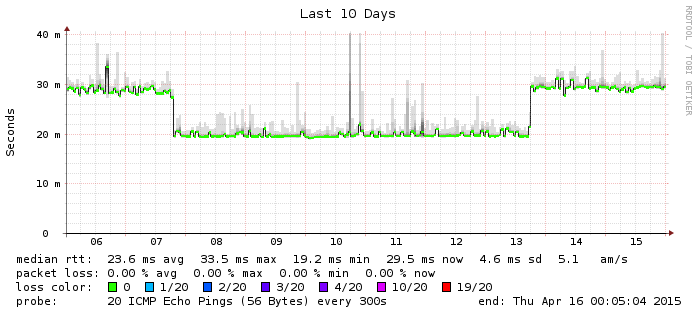 Last 10 Days
RRDTOOL / TOBI OETIKER
Seconds
40 m
30 m
20 m
10 m
0
06 07 08 09 10 11 12 13 14 15
median rtt: 23.6 ms avg 33.5 ms max 19.2 ms min 29.5 ms now 4.6 ms sd 5.1 am/s
packet loss: 0.00 % avg 0.00 % max 0.00 % min 0.00 % now
loss color: 0 1/20 2/20 3/20 4/20 10/20 19/20
probe: 20 ICMP Echo Pings (56 Bytes) every 300s end: Thu Apr 16 00:05:04 2015